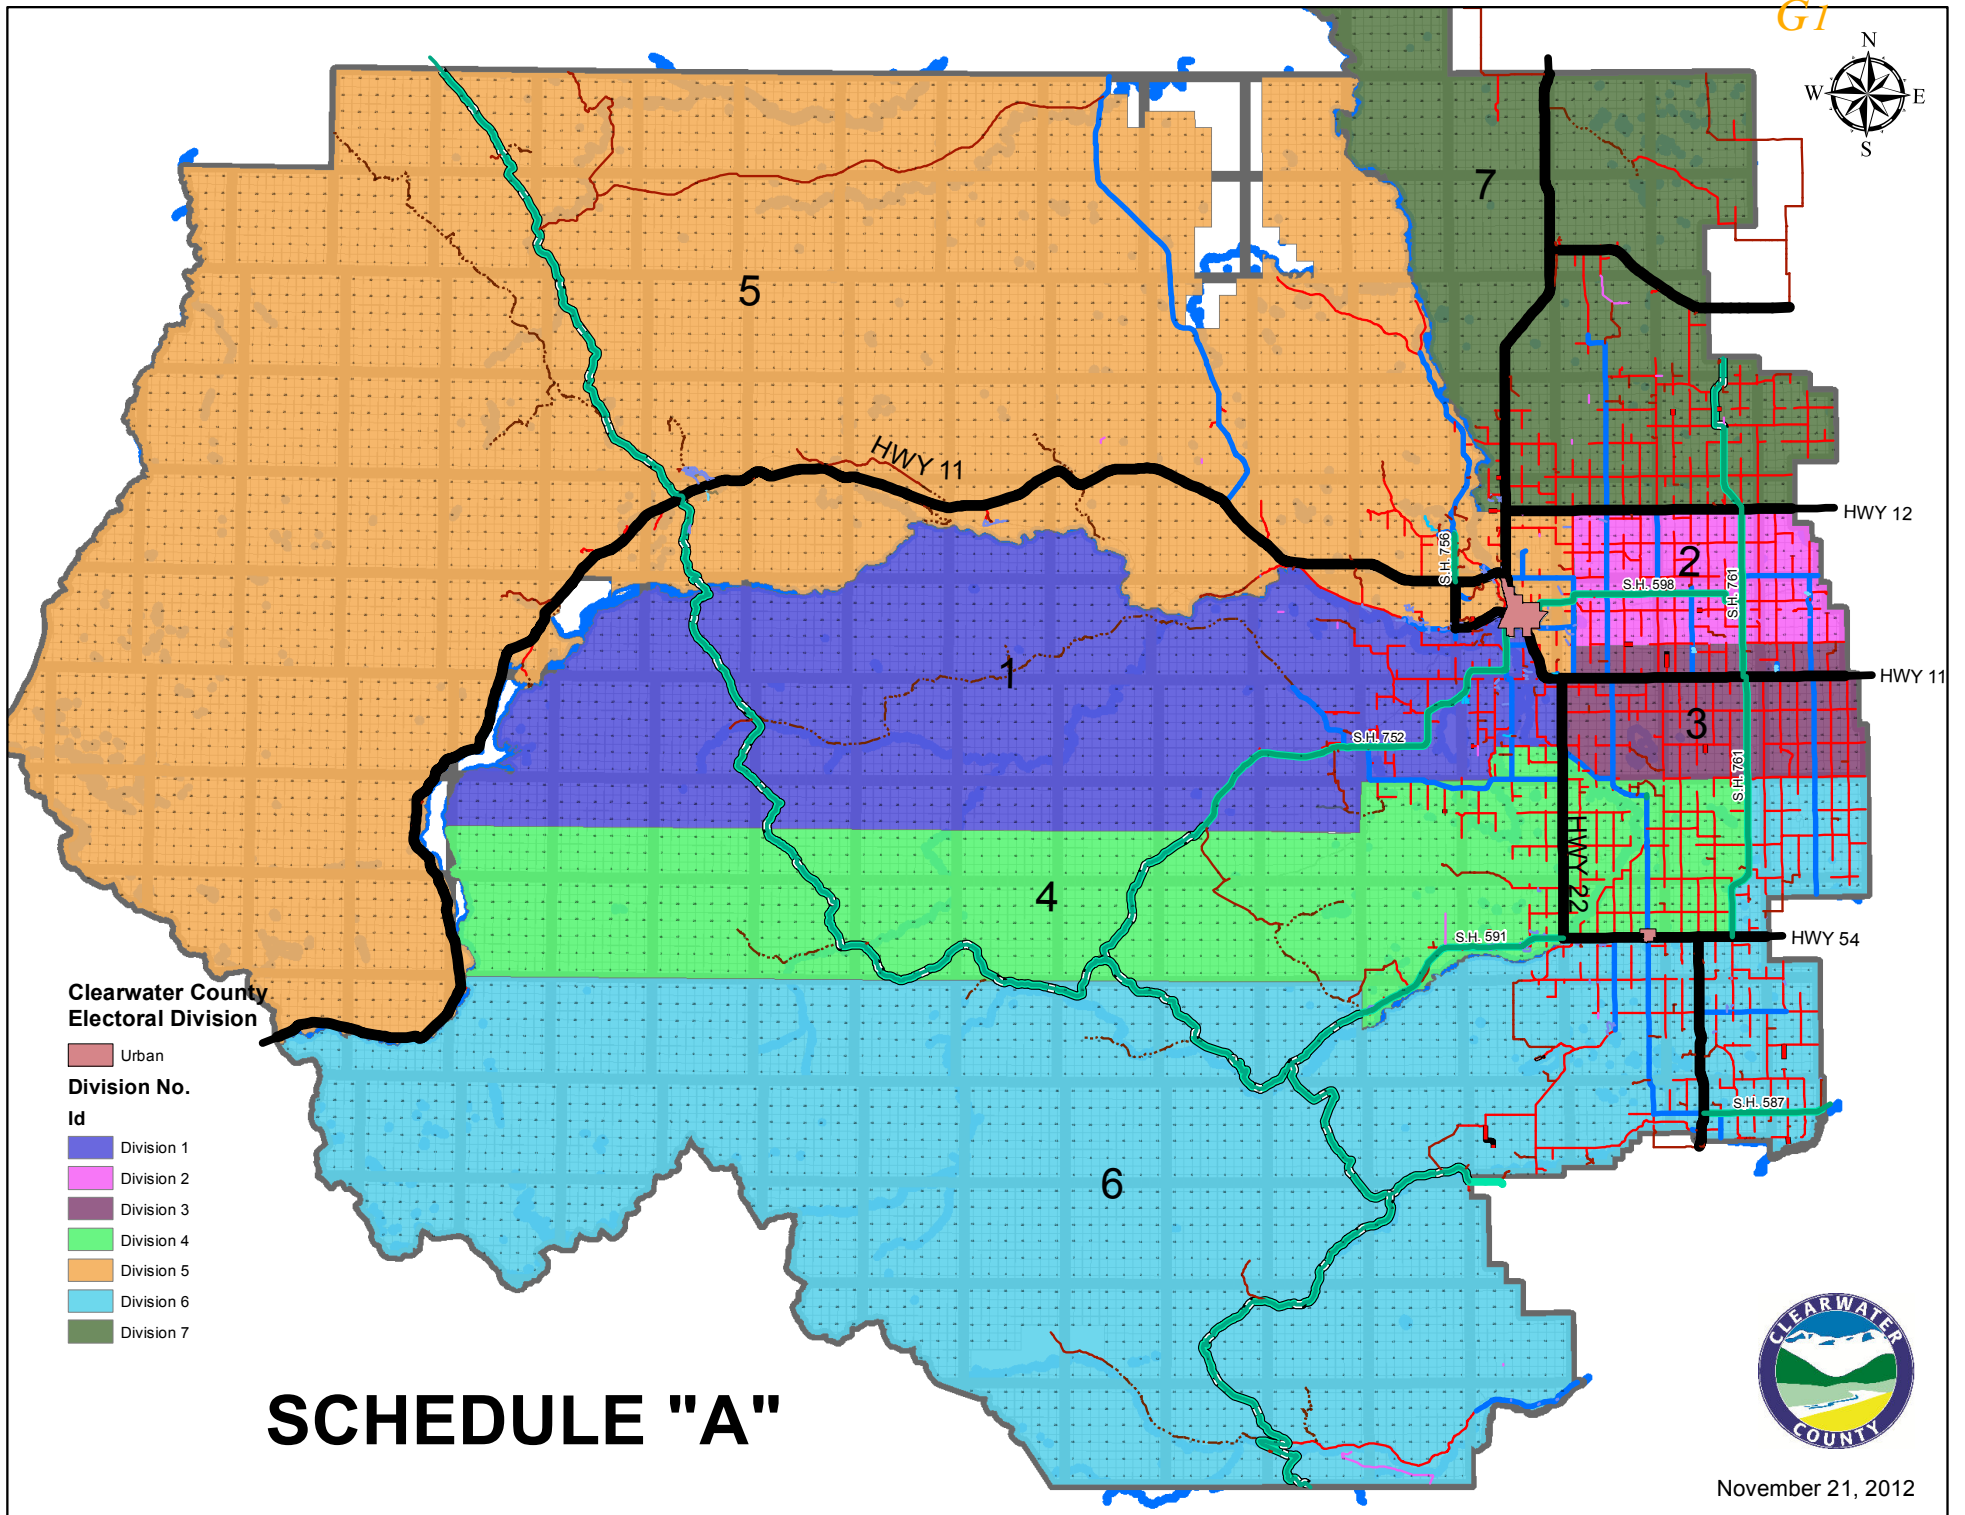 G1
N
W E
S
7
5
HWY 11
HWY 12
S.H. 756
2
S.H. 598
S.H. 761
1
HWY 11
3
S.H. 752
S.H. 761
HWY 22
4
S.H. 591
HWY 54
Clearwater County
Electoral Division
Urban
Division No.
Id
Division 1
Division 2
Division 3
Division 4
Division 5
Division 6
Division 7
S.H. 587
6
SCHEDULE "A"
CLEARWATER
COUNTY
November 21, 2012